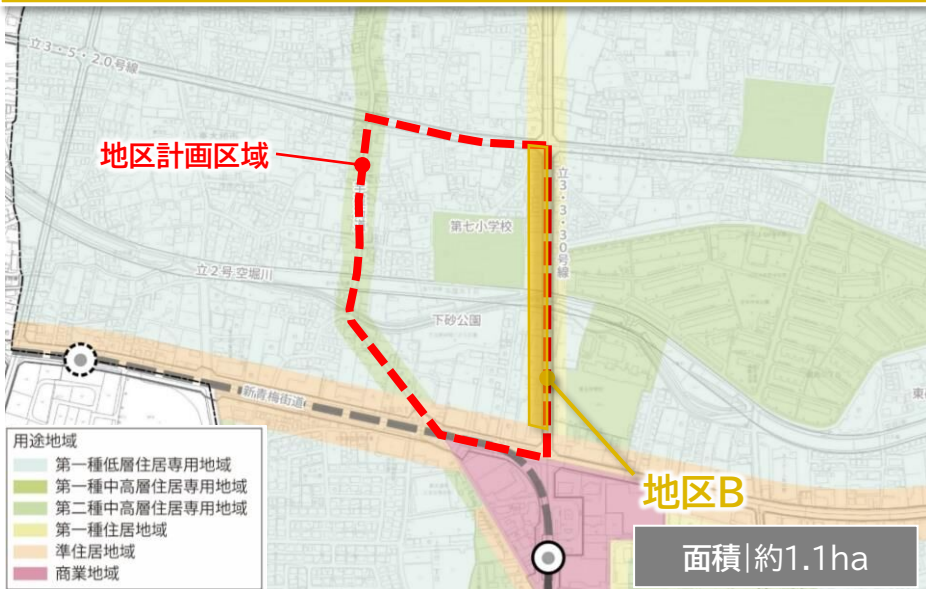 立3・5・20号線
地区計画区域
立3・3・30号線
第七小学校
立2号 空堀川
下砂公園
新青梅街道
用途地域
第一種低層住居専用地域
第一種中高層住居専用地域
第二種中高層住居専用地域
第一種住居地域
準住居地域
商業地域
地区B
面積|約1.1ha